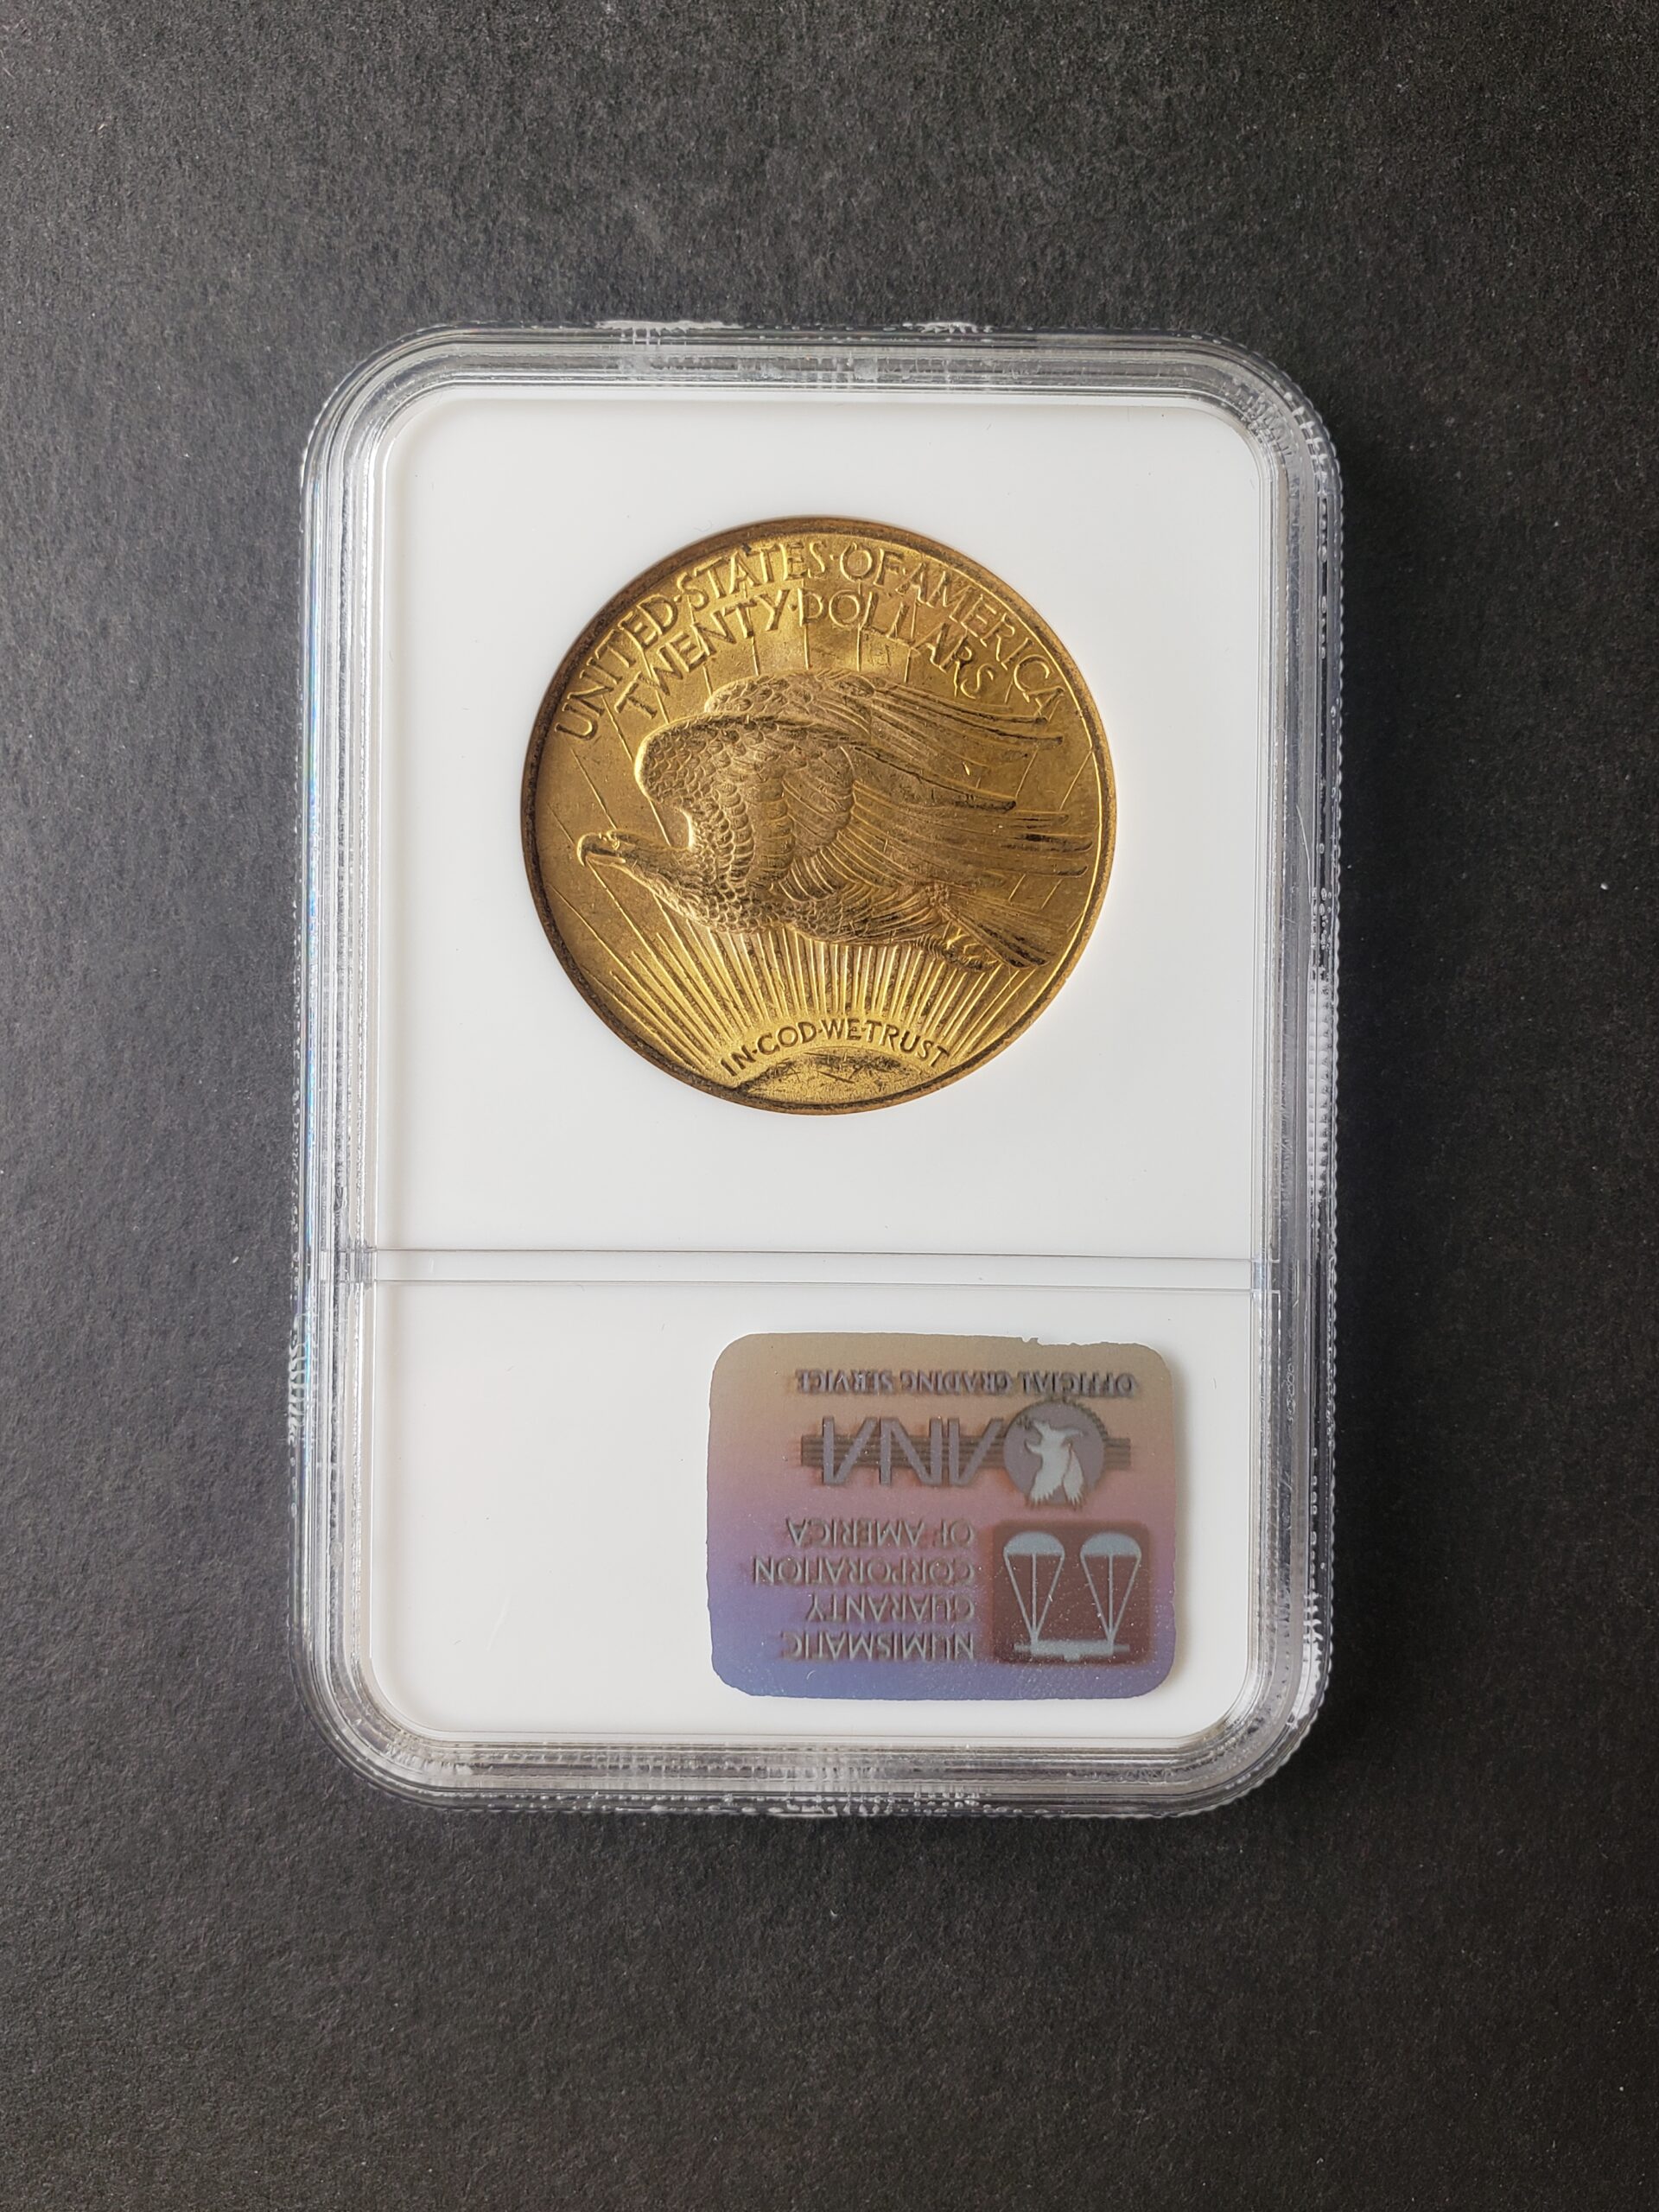 UNITED·STATES·OF·AMERICA
TWENTY·DOLLARS
IN·GOD·WE·TRUST
NUMISMATIC
GUARANTY
CORPORATION
OF AMERICA
ANA
OFFICIAL GRADING SERVICE